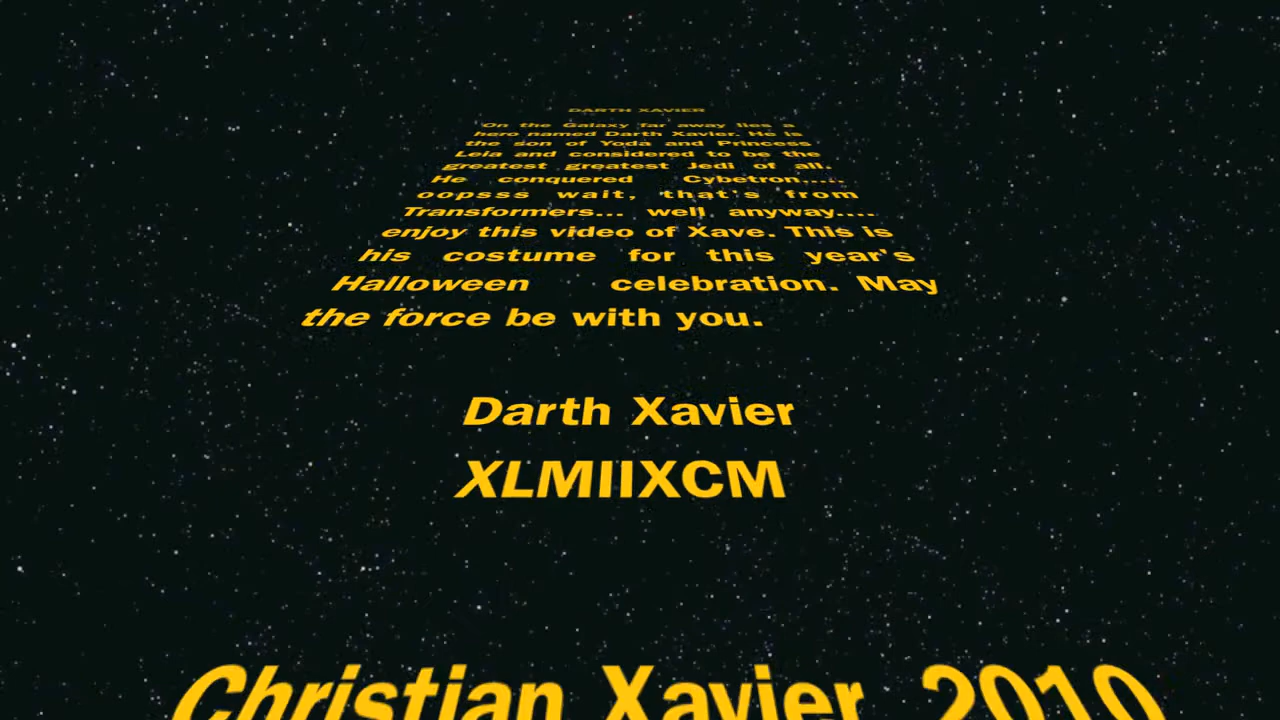 DARTH XAVIER
On the Galaxy far away lies a
hero named Darth Xavier. He is
the son of Yoda and Princess
Leia and considered to be the
greatest greatest Jedi of all.
He conquered Cybetron.....
oopsss wait, that's from
Transformers... well anyway....
enjoy this video of Xave. This is
his costume for this year's
Halloween celebration. May
the force be with you.
Darth Xavier
XLMIIXCM
Christian Xavier 2010